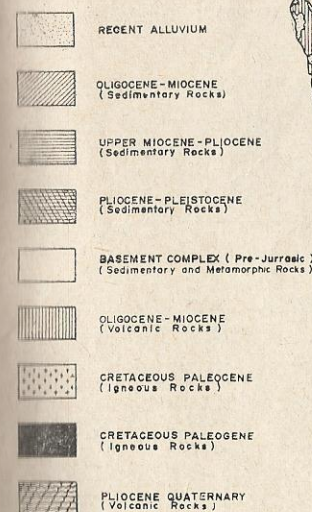 RECENT ALLUVIUM
OLIGOCENE-MIOCENE
(Sedimentary Rocks)
UPPER MIOCENE-PLIOCENE
(Sedimentary Rocks)
PLIOCENE-PLEISTOCENE
(Sedimentary Rocks)
BASEMENT COMPLEX ( Pre-Jurrasic )
(Sedimentary and Metamorphic Rocks)
OLIGOCENE-MIOCENE
(Volcanic Rocks)
CRETACEOUS PALEOCENE
(Igneous Rocks)
CRETACEOUS PALEOGENE
(Igneous Rocks)
PLIOCENE QUATERNARY
(Volcanic Rocks)